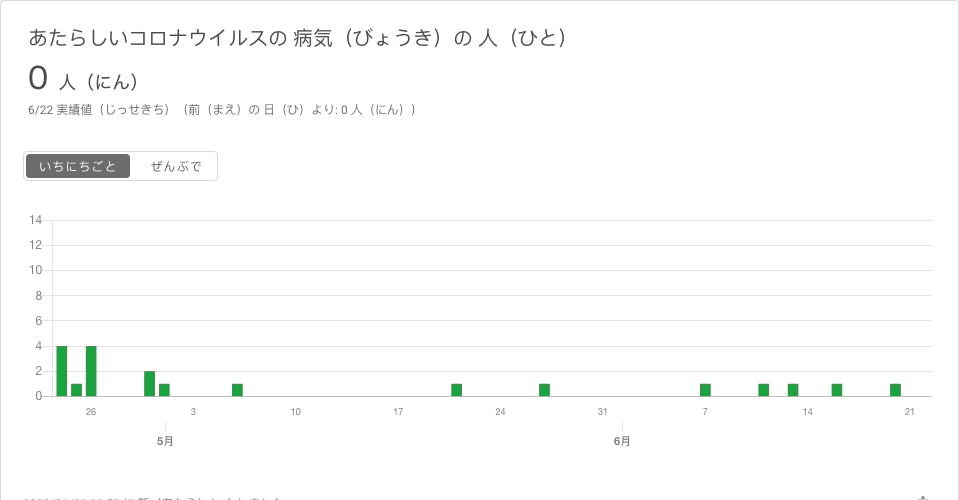 あたらしいコロナウイルスの 病気（びょうき）の 人（ひと）
0 人（にん）
6/22 実績値（じっせきち）（前（まえ）の 日（ひ）より: 0 人（にん））
いちにちごと ぜんぶで
14
12
10
8
6
4
2
0
26 3 10 17 24 31 7 14 21
5月 6月